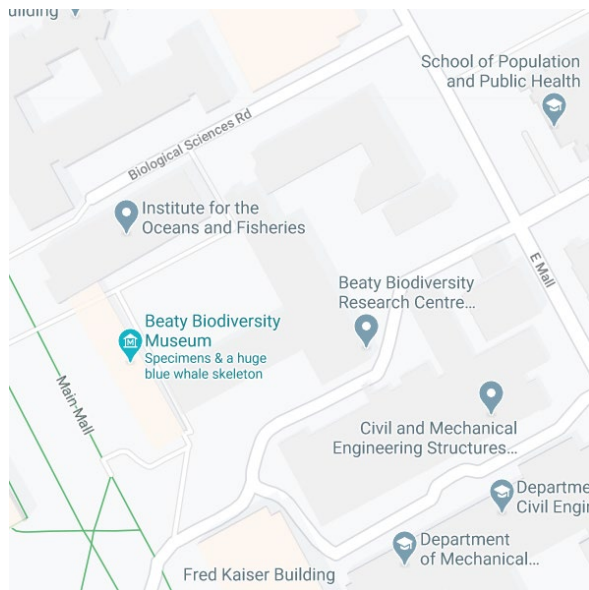 School of Population
and Public Health
Biological Sciences Rd
Institute for the
Oceans and Fisheries
E Mall
Beaty Biodiversity
Research Centre...
Beaty Biodiversity
Museum
Specimens & a huge
blue whale skeleton
Main Mall
Civil and Mechanical
Engineering Structures...
Departme
Civil Engi
Department
of Mechanical...
Fred Kaiser Building